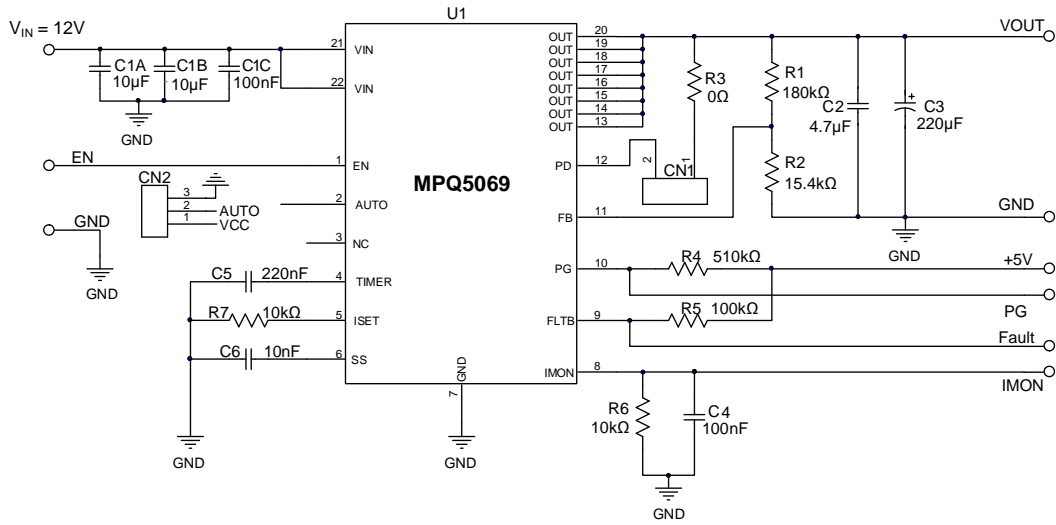 U1
V_IN = 12V
VOUT
21 VIN
22 VIN
C1A
10µF
C1B
10µF
C1C
100nF
GND
OUT 20
OUT 19
OUT 18
OUT 17
OUT 16
OUT 15
OUT 14
OUT 13
R3
0Ω
R1
180kΩ
C2
4.7µF
+
C3
220µF
EN
1 EN
MPQ5069
PD 12
2
1
CN1
R2
15.4kΩ
CN2
3
2 AUTO
1 VCC
2 AUTO
FB 11
GND
GND
GND
GND
3 NC
C5 220nF
4 TIMER
PG 10
R4 510kΩ
+5V
PG
R7 10kΩ
5 ISET
FLTB 9
R5 100kΩ
Fault
C6 10nF
6 SS
GND
7
IMON 8
IMON
R6
10kΩ
C4
100nF
GND
GND
GND